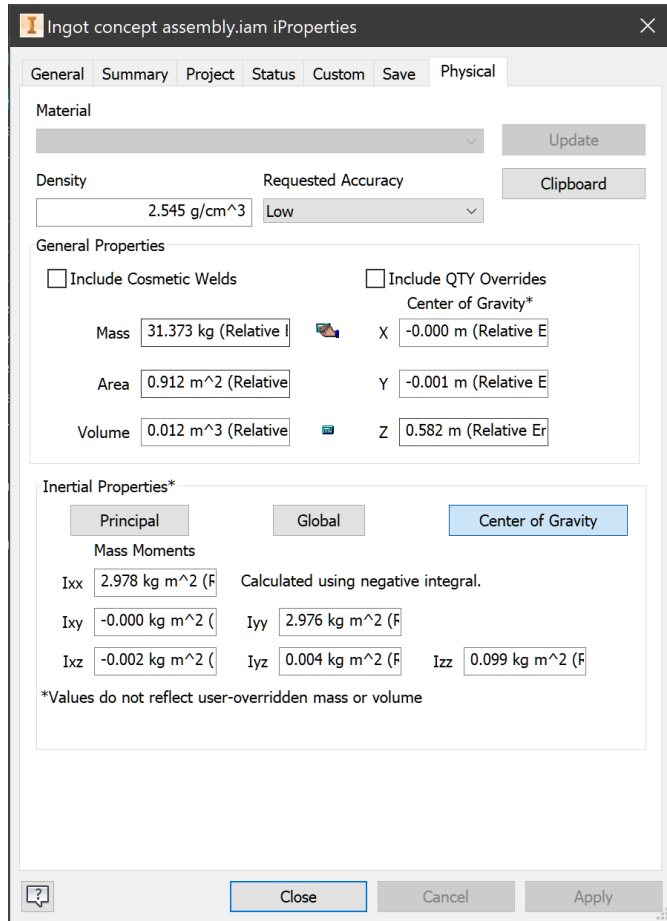 I Ingot concept assembly.iam iProperties
General Summary Project Status Custom Save Physical
Material
Update
Density Requested Accuracy Clipboard
2.545 g/cm^3 Low
General Properties
Include Cosmetic Welds Include QTY Overrides
Center of Gravity*
Mass 31.373 kg (Relative E X -0.000 m (Relative E
Area 0.912 m^2 (Relative Y -0.001 m (Relative E
Volume 0.012 m^3 (Relative Z 0.582 m (Relative Er
Inertial Properties*
Principal Global Center of Gravity
Mass Moments
Ixx 2.978 kg m^2 (R Calculated using negative integral.
Ixy -0.000 kg m^2 ( Iyy 2.976 kg m^2 (R
Ixz -0.002 kg m^2 ( Iyz 0.004 kg m^2 (R Izz 0.099 kg m^2 (R
*Values do not reflect user-overridden mass or volume
? Close Cancel Apply